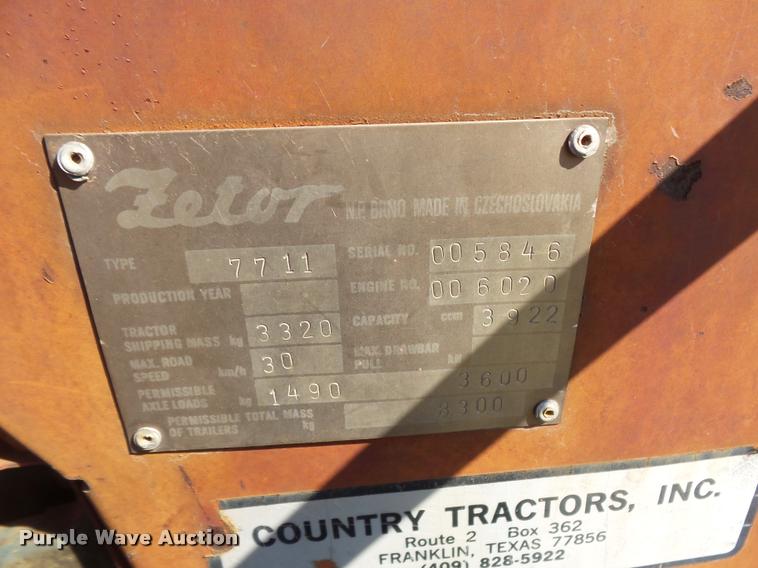 Zetor
N.P. BRNO MADE IN CZECHOSLOVAKIA
TYPE 7711
SERIAL NO. 005846
PRODUCTION YEAR
ENGINE NO. 006020
TRACTOR SHIPPING MASS kg 3320
CAPACITY ccm 3922
MAX. ROAD SPEED km/h 30
MAX. DRAWBAR PULL kN
PERMISSIBLE AXLE LOADS kg 1490 3600
PERMISSIBLE TOTAL MASS OF TRAILERS kg 8300
COUNTRY TRACTORS, INC.
Route 2 Box 362
FRANKLIN, TEXAS 77856
(409) 828-5922
Purple Wave Auction